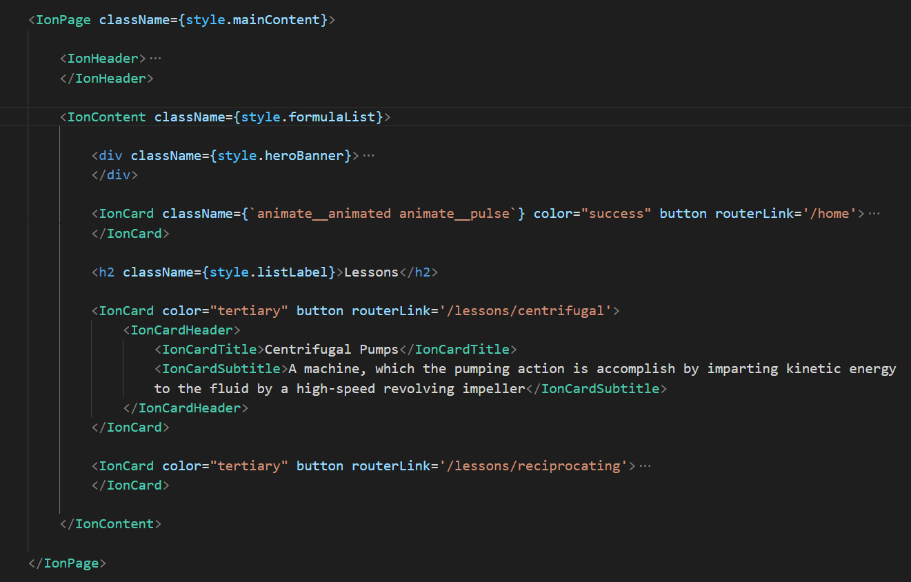 <IonPage className={style.mainContent}>
<IonHeader>…
</IonHeader>
<IonContent className={style.formulaList}>
<div className={style.heroBanner}>…
</div>
<IonCard className={`animate__animated animate__pulse`} color="success" button routerLink='/home'>…
</IonCard>
<h2 className={style.listLabel}>Lessons</h2>
<IonCard color="tertiary" button routerLink='/lessons/centrifugal'>
<IonCardHeader>
<IonCardTitle>Centrifugal Pumps</IonCardTitle>
<IonCardSubtitle>A machine, which the pumping action is accomplish by imparting kinetic energy
to the fluid by a high-speed revolving impeller</IonCardSubtitle>
</IonCardHeader>
</IonCard>
<IonCard color="tertiary" button routerLink='/lessons/reciprocating'>…
</IonCard>
</IonContent>
</IonPage>